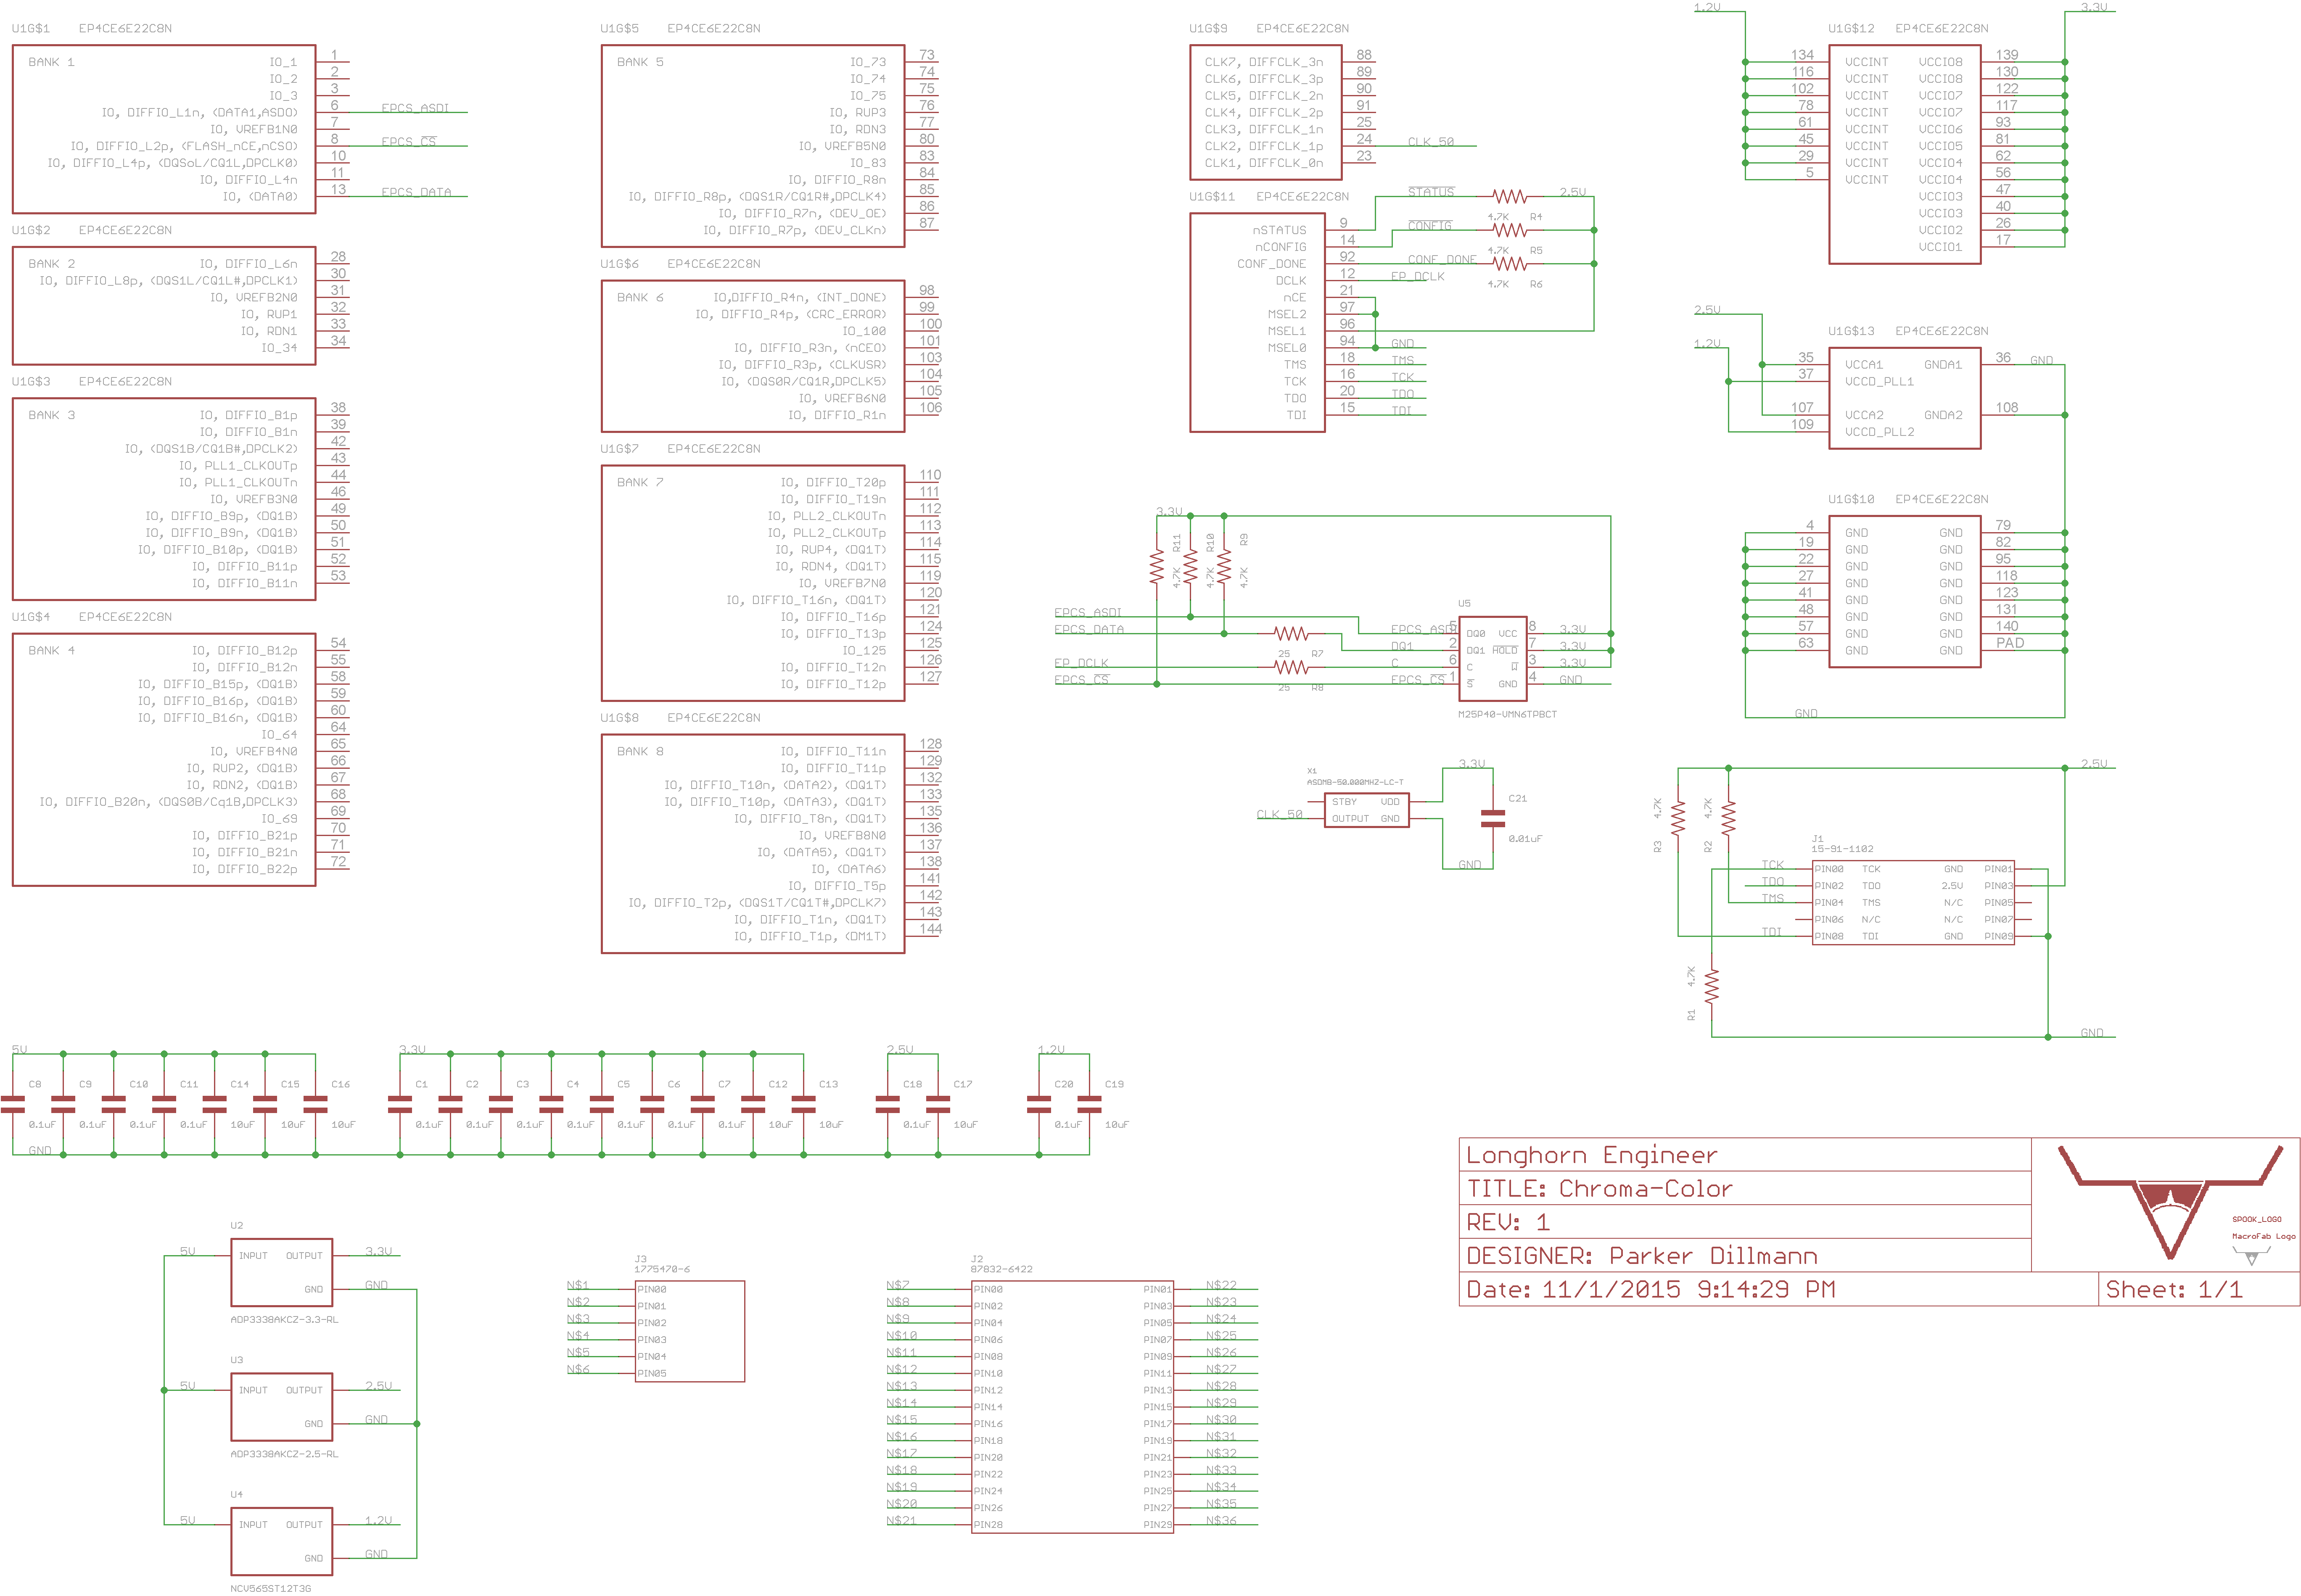 U1G$1 EP4CE6E22C8N
BANK 1
IO_1 1
IO_2 2
IO_3 3
IO, DIFFIO_L1n, (DATA1,ASDO) 6 EPCS_ASDI
IO, VREFB1N0 7
IO, DIFFIO_L2p, (FLASH_nCE,nCSO) 8 EPCS_CS
IO, DIFFIO_L4p, (DQSoL/CQ1L,DPCLK0) 10
IO, DIFFIO_L4n 11
IO, (DATA0) 13 EPCS_DATA
U1G$2 EP4CE6E22C8N
BANK 2
IO, DIFFIO_L6n 28
IO, DIFFIO_L8p, (DQS1L/CQ1L#,DPCLK1) 30
IO, VREFB2N0 31
IO, RUP1 32
IO, RDN1 33
IO_34 34
U1G$3 EP4CE6E22C8N
BANK 3
IO, DIFFIO_B1p 38
IO, DIFFIO_B1n 39
IO, (DQS1B/CQ1B#,DPCLK2) 42
IO, PLL1_CLKOUTp 43
IO, PLL1_CLKOUTn 44
IO, VREFB3N0 46
IO, DIFFIO_B9p, (DQ1B) 49
IO, DIFFIO_B9n, (DQ1B) 50
IO, DIFFIO_B10p, (DQ1B) 51
IO, DIFFIO_B11p 52
IO, DIFFIO_B11n 53
U1G$4 EP4CE6E22C8N
BANK 4
IO, DIFFIO_B12p 54
IO, DIFFIO_B12n 55
IO, DIFFIO_B15p, (DQ1B) 58
IO, DIFFIO_B16p, (DQ1B) 59
IO, DIFFIO_B16n, (DQ1B) 60
IO_64 64
IO, VREFB4N0 65
IO, RUP2, (DQ1B) 66
IO, RDN2, (DQ1B) 67
IO, DIFFIO_B20n, (DQS0B/Cq1B,DPCLK3) 68
IO_69 69
IO, DIFFIO_B21p 70
IO, DIFFIO_B21n 71
IO, DIFFIO_B22p 72
U1G$5 EP4CE6E22C8N
BANK 5
IO_73 73
IO_74 74
IO_75 75
IO, RUP3 76
IO, RDN3 77
IO, VREFB5N0 80
IO_83 83
IO, DIFFIO_R8n 84
IO, DIFFIO_R8p, (DQS1R/CQ1R#,DPCLK4) 85
IO, DIFFIO_R7n, (DEV_OE) 86
IO, DIFFIO_R7p, (DEV_CLKn) 87
U1G$6 EP4CE6E22C8N
BANK 6
IO,DIFFIO_R4n, (INT_DONE) 98
IO, DIFFIO_R4p, (CRC_ERROR) 99
IO_100 100
IO, DIFFIO_R3n, (nCEO) 101
IO, DIFFIO_R3p, (CLKUSR) 103
IO, (DQS0R/CQ1R,DPCLK5) 104
IO, VREFB6N0 105
IO, DIFFIO_R1n 106
U1G$7 EP4CE6E22C8N
BANK 7
IO, DIFFIO_T20p 110
IO, DIFFIO_T19n 111
IO, PLL2_CLKOUTn 112
IO, PLL2_CLKOUTp 113
IO, RUP4, (DQ1T) 114
IO, RDN4, (DQ1T) 115
IO, VREFB7N0 119
IO, DIFFIO_T16n, (DQ1T) 120
IO, DIFFIO_T16p 121
IO, DIFFIO_T13p 124
IO_125 125
IO, DIFFIO_T12n 126
IO, DIFFIO_T12p 127
U1G$8 EP4CE6E22C8N
BANK 8
IO, DIFFIO_T11n 128
IO, DIFFIO_T11p 129
IO, DIFFIO_T10n, (DATA2), (DQ1T) 132
IO, DIFFIO_T10p, (DATA3), (DQ1T) 133
IO, DIFFIO_T8n, (DQ1T) 135
IO, VREFB8N0 136
IO, (DATA5), (DQ1T) 137
IO, (DATA6) 138
IO, DIFFIO_T5p 141
IO, DIFFIO_T2p, (DQS1T/CQ1T#,DPCLK7) 142
IO, DIFFIO_T1n, (DQ1T) 143
IO, DIFFIO_T1p, (DM1T) 144
U1G$9 EP4CE6E22C8N
CLK7, DIFFCLK_3n 88
CLK6, DIFFCLK_3p 89
CLK5, DIFFCLK_2n 90
CLK4, DIFFCLK_2p 91
CLK3, DIFFCLK_1n 25
CLK2, DIFFCLK_1p 24 CLK_50
CLK1, DIFFCLK_0n 23
U1G$11 EP4CE6E22C8N
STATUS 2.5V
nSTATUS 9 CONFIG 4.7K R4
nCONFIG 14 4.7K R5
CONF_DONE 92 CONF_DONE
DCLK 12 EP_DCLK 4.7K R6
nCE 21
MSEL2 97
MSEL1 96
MSEL0 94 GND
TMS 18 TMS
TCK 16 TCK
TDO 20 TDO
TDI 15 TDI
1.2V 3.3V
U1G$12 EP4CE6E22C8N
134 VCCINT VCCIO8 139
116 VCCINT VCCIO8 130
102 VCCINT VCCIO7 122
78 VCCINT VCCIO7 117
61 VCCINT VCCIO6 93
45 VCCINT VCCIO5 81
29 VCCINT VCCIO4 62
5 VCCINT VCCIO4 56
VCCIO3 47
VCCIO3 40
VCCIO2 26
VCCIO1 17
2.5V
1.2V
U1G$13 EP4CE6E22C8N
35 VCCA1 GNDA1 36 GND
37 VCCD_PLL1
107 VCCA2 GNDA2 108
109 VCCD_PLL2
U1G$10 EP4CE6E22C8N
4 GND GND 79
19 GND GND 82
22 GND GND 95
27 GND GND 118
41 GND GND 123
48 GND GND 131
57 GND GND 140
63 GND GND PAD
GND
3.3V
R11 R10 R9
4.7K 4.7K 4.7K
U5
EPCS_ASDI
EPCS_DATA EPCS_ASDI 5 DQ0 VCC 8 3.3V
25 R7 DQ1 2 DQ1 HOLD 7 3.3V
EP_DCLK C 6 C W 3 3.3V
EPCS_CS 25 R8 EPCS_CS 1 S GND 4 GND
M25P40-VMN6TPBCT
X1
ASDMB-50.000MHZ-LC-T
3.3V
STBY VDD
CLK_50 OUTPUT GND
C21
0.01uF
GND
2.5V
4.7K 4.7K
R3 R2
J1
15-91-1102
TCK PIN00 TCK GND PIN01
TDO PIN02 TDO 2.5V PIN03
TMS PIN04 TMS N/C PIN05
PIN06 N/C N/C PIN07
TDI PIN08 TDI GND PIN09
4.7K
R1
GND
5V 3.3V 2.5V 1.2V
C8 C9 C10 C11 C14 C15 C16 C1 C2 C3 C4 C5 C6 C7 C12 C13 C18 C17 C20 C19
0.1uF 0.1uF 0.1uF 0.1uF 10uF 10uF 10uF 0.1uF 0.1uF 0.1uF 0.1uF 0.1uF 0.1uF 0.1uF 10uF 10uF 0.1uF 10uF 0.1uF 10uF
GND
U2
5V INPUT OUTPUT 3.3V
GND GND
ADP3338AKCZ-3.3-RL
U3
5V INPUT OUTPUT 2.5V
GND GND
ADP3338AKCZ-2.5-RL
U4
5V INPUT OUTPUT 1.2V
GND GND
NCV565ST12T3G
J3
1775470-6
N$1 PIN00
N$2 PIN01
N$3 PIN02
N$4 PIN03
N$5 PIN04
N$6 PIN05
J2
87832-6422
N$7 PIN00 PIN01 N$22
N$8 PIN02 PIN03 N$23
N$9 PIN04 PIN05 N$24
N$10 PIN06 PIN07 N$25
N$11 PIN08 PIN09 N$26
N$12 PIN10 PIN11 N$27
N$13 PIN12 PIN13 N$28
N$14 PIN14 PIN15 N$29
N$15 PIN16 PIN17 N$30
N$16 PIN18 PIN19 N$31
N$17 PIN20 PIN21 N$32
N$18 PIN22 PIN23 N$33
N$19 PIN24 PIN25 N$34
N$20 PIN26 PIN27 N$35
N$21 PIN28 PIN29 N$36
Longhorn Engineer
TITLE: Chroma-Color
REV: 1
DESIGNER: Parker Dillmann
Date: 11/1/2015 9:14:29 PM
Sheet: 1/1
SPOOK_LOGO
MacroFab Logo